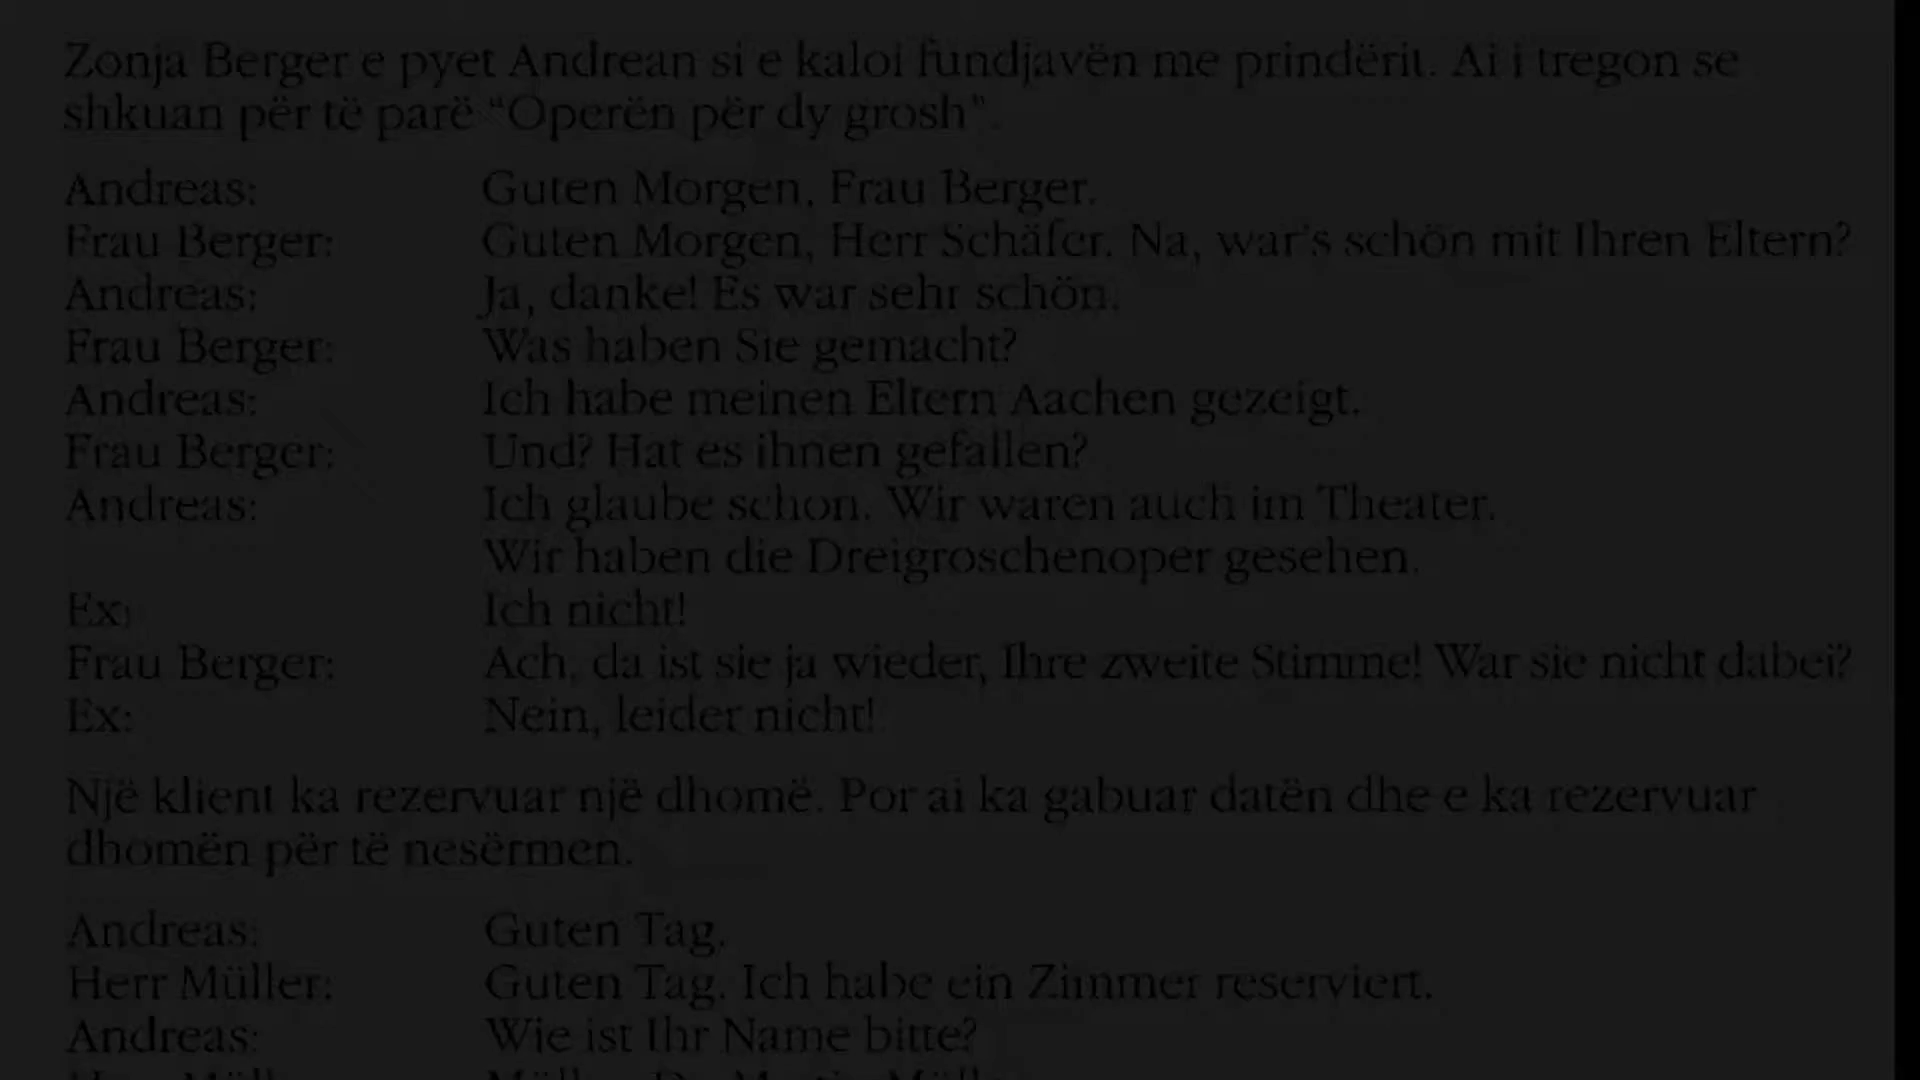 Zonja Berger e pyet Andrean si e kaloi fundjavën me prindërit. Ai i tregon se
shkuan për të parë “Operën për dy grosh”.
Andreas: Guten Morgen, Frau Berger.
Frau Berger: Guten Morgen, Herr Schäfer. Na, war's schön mit Ihren Eltern?
Andreas: Ja, danke! Es war sehr schön.
Frau Berger: Was haben Sie gemacht?
Andreas: Ich habe meinen Eltern Aachen gezeigt.
Frau Berger: Und? Hat es ihnen gefallen?
Andreas: Ich glaube schon. Wir waren auch im Theater.
Wir haben die Dreigroschenoper gesehen.
Ex: Ich nicht!
Frau Berger: Ach, da ist sie ja wieder, Ihre zweite Stimme! War sie nicht dabei?
Ex: Nein, leider nicht!
Një klient ka rezervuar një dhomë. Por ai ka gabuar datën dhe e ka rezervuar
dhomën për të nesërmen.
Andreas: Guten Tag.
Herr Müller: Guten Tag. Ich habe ein Zimmer reserviert.
Andreas: Wie ist Ihr Name bitte?